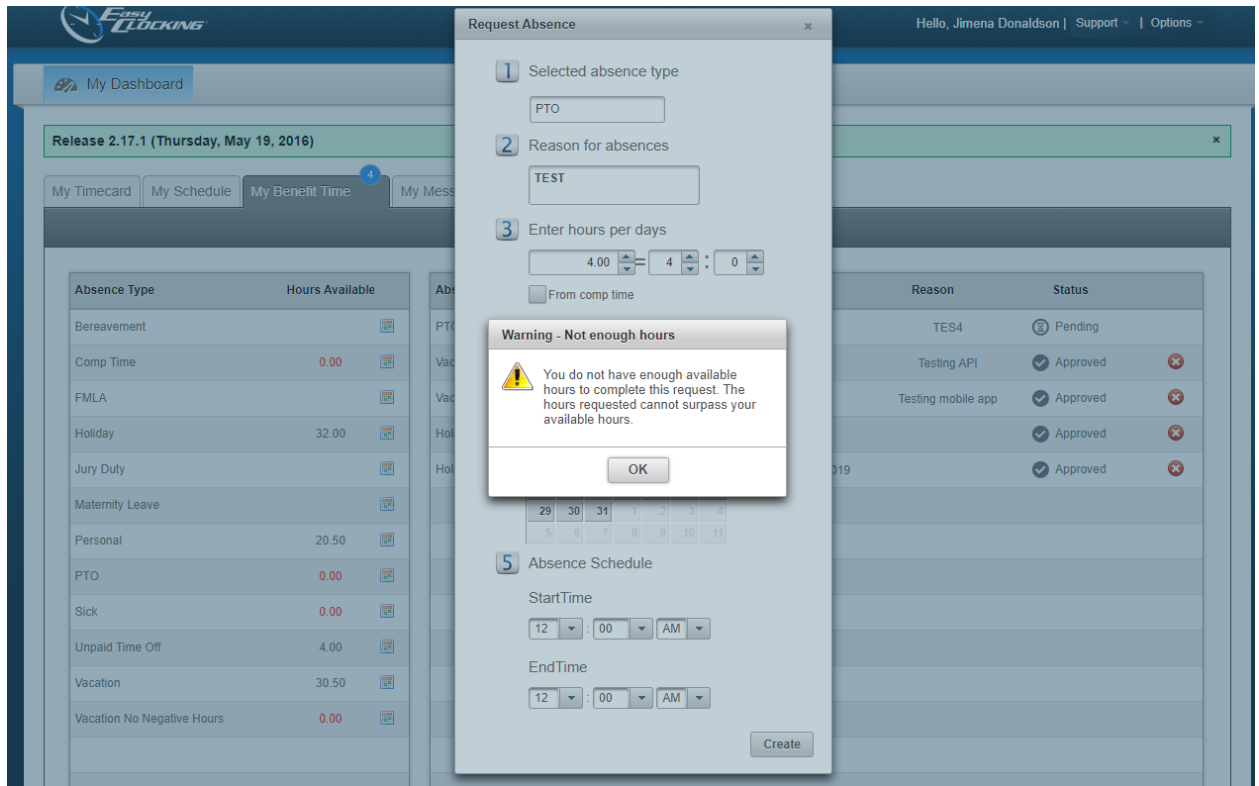 Easy
CLOCKING
Hello, Jimena Donaldson | Support | Options
My Dashboard
Release 2.17.1 (Thursday, May 19, 2016)
My Timecard My Schedule My Benefit Time 4 My Mess
Absence Type Hours Available
Bereavement
Comp Time 0.00
FMLA
Holiday 32.00
Jury Duty
Maternity Leave
Personal 20.50
PTO 0.00
Sick 0.00
Unpaid Time Off 4.00
Vacation 30.50
Vacation No Negative Hours 0.00
Abs Reason Status
PTO TES4 Pending
Vac Testing API Approved
Vac Testing mobile app Approved
Hol Approved
Hol 019 Approved
Request Absence
1 Selected absence type
PTO
2 Reason for absences
TEST
3 Enter hours per days
4.00 = 4 : 0
From comp time
Warning - Not enough hours
You do not have enough available
hours to complete this request. The
hours requested cannot surpass your
available hours.
OK
29 30 31 1 2 3 4
5 6 7 8 9 10 11
5 Absence Schedule
StartTime
12 : 00 AM
EndTime
12 : 00 AM
Create